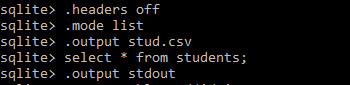 sqlite> .headers off
sqlite> .mode list
sqlite> .output stud.csv
sqlite> select * from students;
sqlite> .output stdout